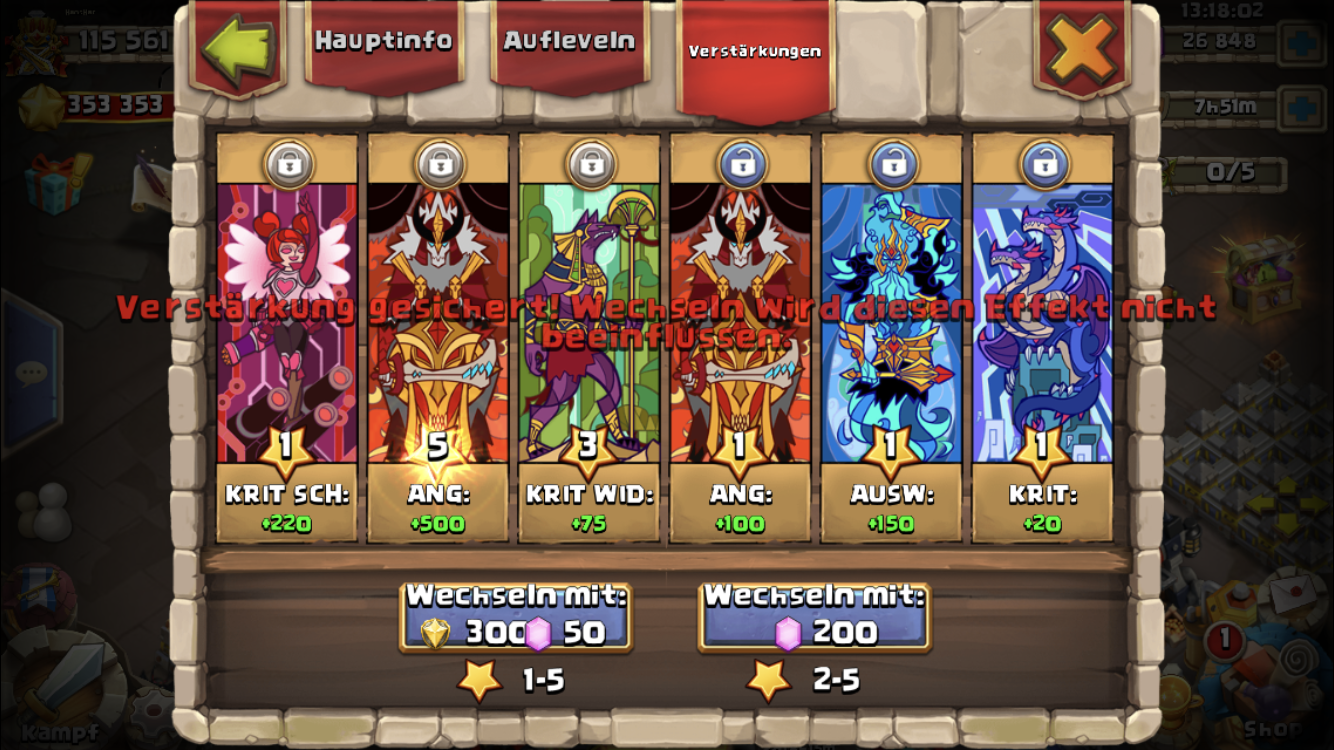 13:18:02
115 561
Hauptinfo
Aufleveln
Verstärkungen
26 848
353 353
7h51m
0/5
Verstärkung gesichert! Wechseln wird diesen Effekt nicht
beeinflussen.
1
5
3
1
1
1
KRIT SCH:
ANG:
KRIT WID:
ANG:
AUSW:
KRIT:
+220
+500
+75
+100
+150
+20
Wechseln mit:
Wechseln mit:
300 50
200
1-5
2-5
1
Kampf
Shop